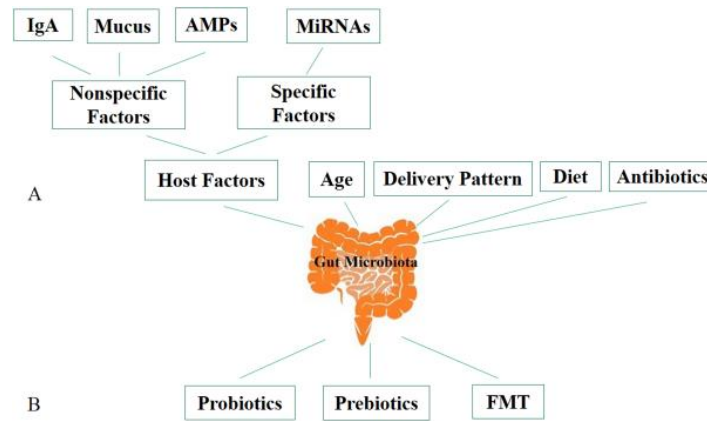 IgA
Mucus
AMPs
MiRNAs
Nonspecific
Factors
Specific
Factors
Host Factors
Age
Delivery Pattern
Diet
Antibiotics
A
Gut Microbiota
B
Probiotics
Prebiotics
FMT